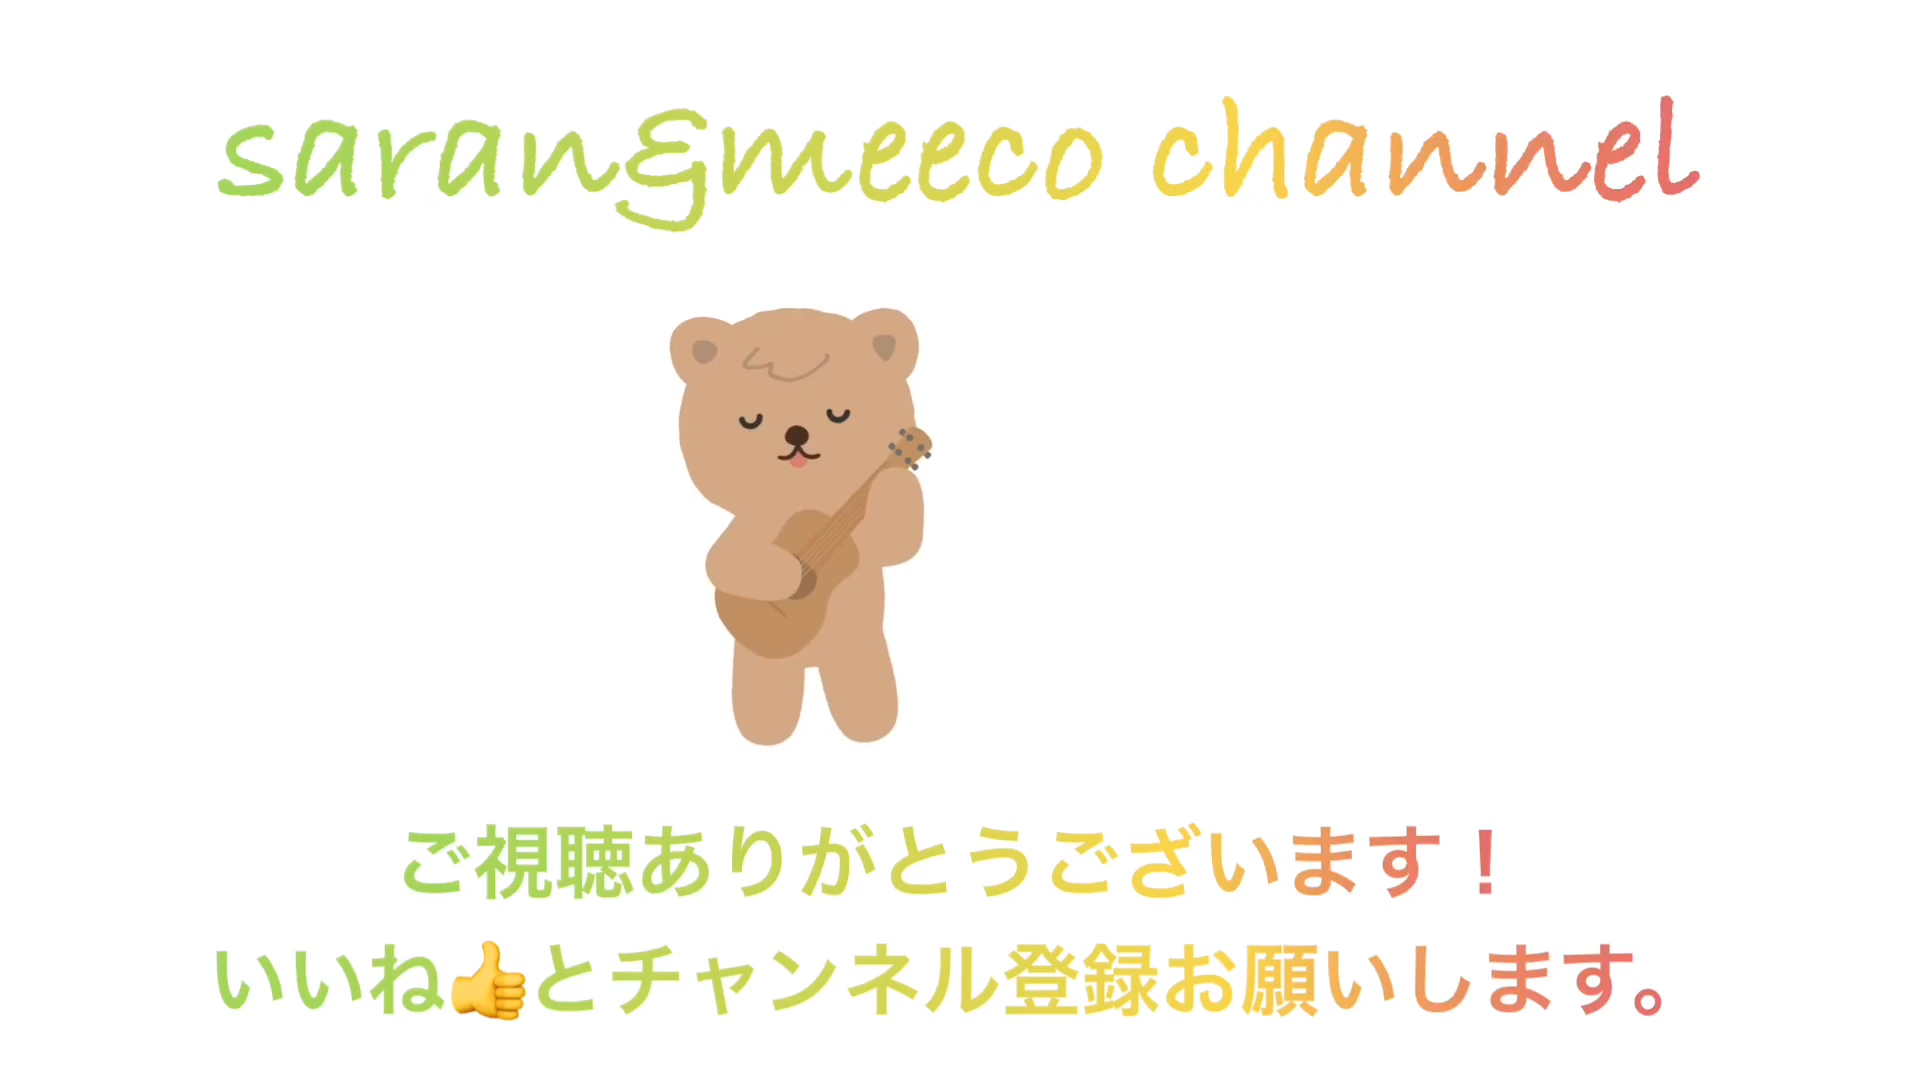 saran&meeco channel
ご視聴ありがとうございます！
いいね👍とチャンネル登録お願いします。